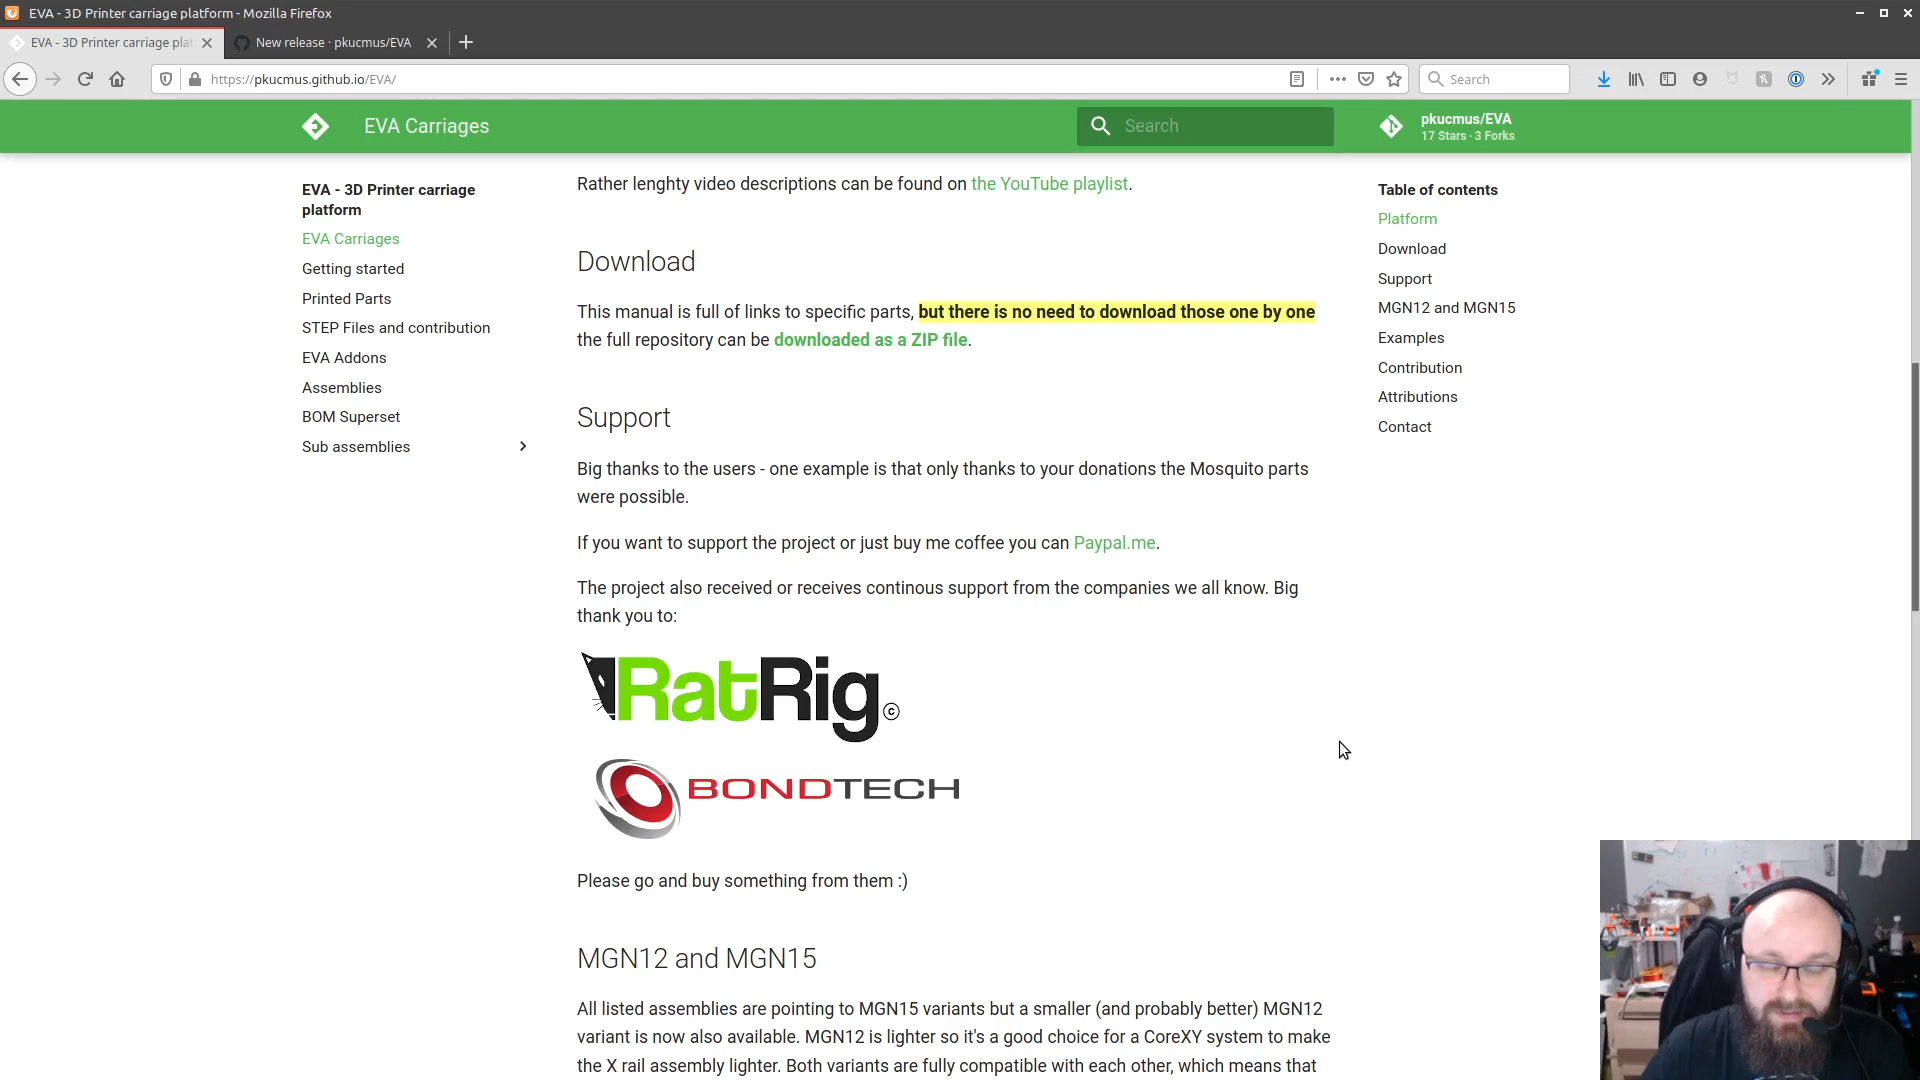 EVA - 3D Printer carriage platform - Mozilla Firefox
EVA - 3D Printer carriage plat
New release · pkucmus/EVA
https://pkucmus.github.io/EVA/
Search
EVA Carriages
Search
pkucmus/EVA
17 Stars · 3 Forks
EVA - 3D Printer carriage
platform
EVA Carriages
Getting started
Printed Parts
STEP Files and contribution
EVA Addons
Assemblies
BOM Superset
Sub assemblies
Rather lenghty video descriptions can be found on the YouTube playlist.
Download
This manual is full of links to specific parts, but there is no need to download those one by one
the full repository can be downloaded as a ZIP file.
Support
Big thanks to the users - one example is that only thanks to your donations the Mosquito parts
were possible.
If you want to support the project or just buy me coffee you can Paypal.me.
The project also received or receives continous support from the companies we all know. Big
thank you to:
RatRig ©
BONDTECH
Please go and buy something from them :)
MGN12 and MGN15
All listed assemblies are pointing to MGN15 variants but a smaller (and probably better) MGN12
variant is now also available. MGN12 is lighter so it's a good choice for a CoreXY system to make
the X rail assembly lighter. Both variants are fully compatible with each other, which means that
Table of contents
Platform
Download
Support
MGN12 and MGN15
Examples
Contribution
Attributions
Contact